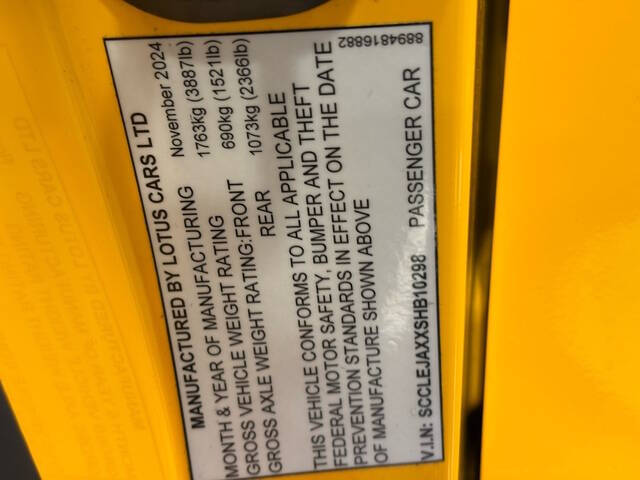 MANUFACTURED BY LOTUS CARS LTD
MONTH & YEAR OF MANUFACTURING November 2024
GROSS VEHICLE WEIGHT RATING 1763Kg (3887lb)
GROSS AXLE WEIGHT RATING:FRONT 690kg (1521lb)
REAR 1073kg (2366lb)
THIS VEHICLE CONFORMS TO ALL APPLICABLE
FEDERAL MOTOR SAFETY, BUMPER AND THEFT
PREVENTION STANDARDS IN EFFECT ON THE DATE
OF MANUFACTURE SHOWN ABOVE
V.I.N: SCCLEJAXXSHB10298 PASSENGER CAR
8894816882